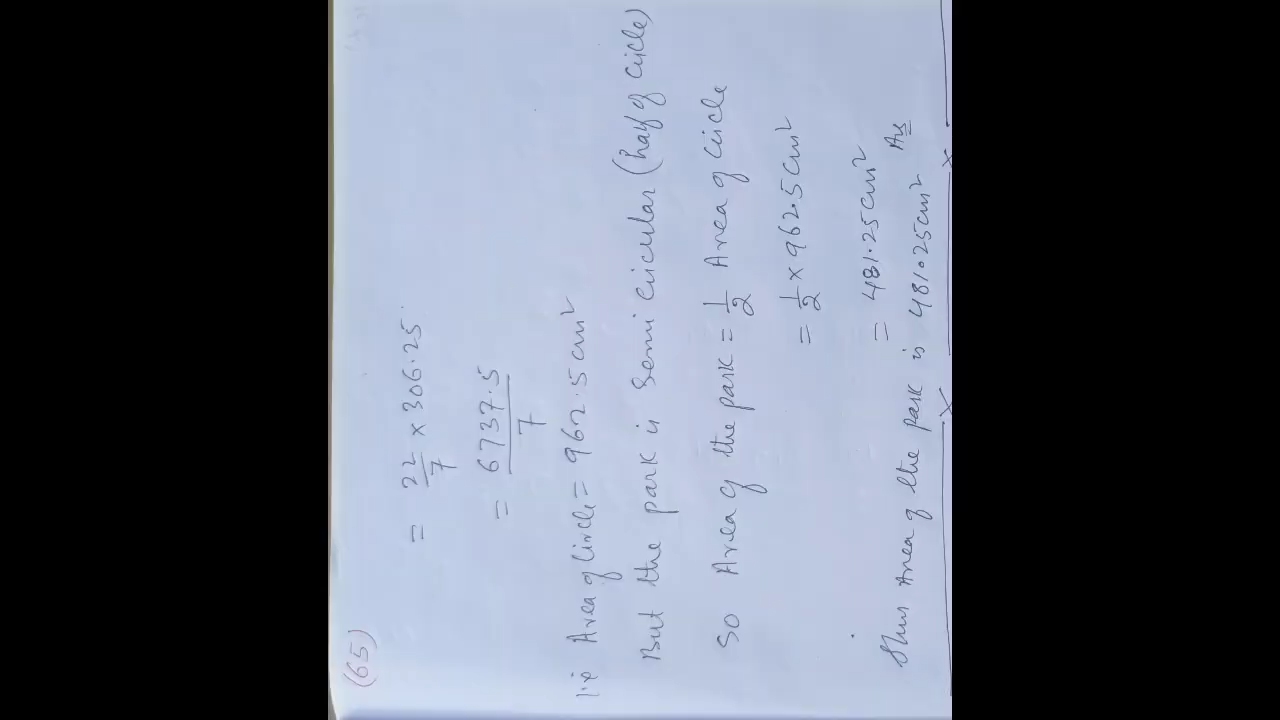 (65)
= 22/7 × 306.25
= 6737.5/7
i.e Area of Circle = 962.5 cm²
But the park is Semi circular (half of circle)
So Area of the park = 1/2 Area of circle
= 1/2 × 962.5 cm²
= 481.25 cm²
Thus Area of the park is 481.25 cm² Ans